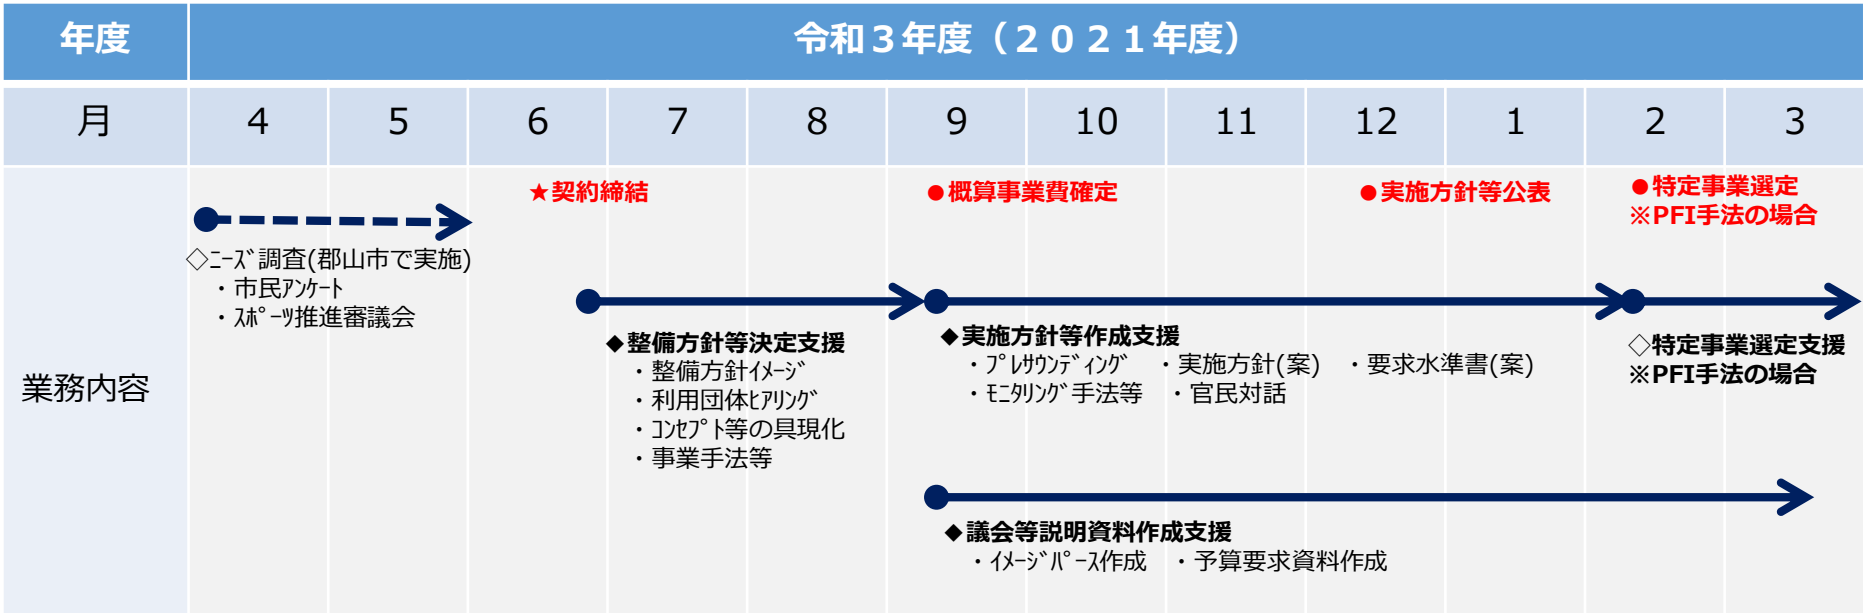 年度
令和３年度（２０２１年度）
月
4 5 6 7 8 9 10 11 12 1 2 3
業務内容
★契約締結
●概算事業費確定
●実施方針等公表
●特定事業選定
※PFI手法の場合
◇ﾆｰｽﾞ調査(郡山市で実施)
・市民ｱﾝｹｰﾄ
・ｽﾎﾟｰﾂ推進審議会
◆整備方針等決定支援
・整備方針ｲﾒｰｼﾞ
・利用団体ﾋｱﾘﾝｸﾞ
・ｺﾝｾﾌﾟﾄ等の具現化
・事業手法等
◆実施方針等作成支援
・ﾌﾟﾚｻｳﾝﾃﾞｨﾝｸﾞ ・実施方針(案) ・要求水準書(案)
・ﾓﾆﾀﾘﾝｸﾞ手法等 ・官民対話
◇特定事業選定支援
※PFI手法の場合
◆議会等説明資料作成支援
・ｲﾒｰｼﾞﾊﾟｰｽ作成 ・予算要求資料作成